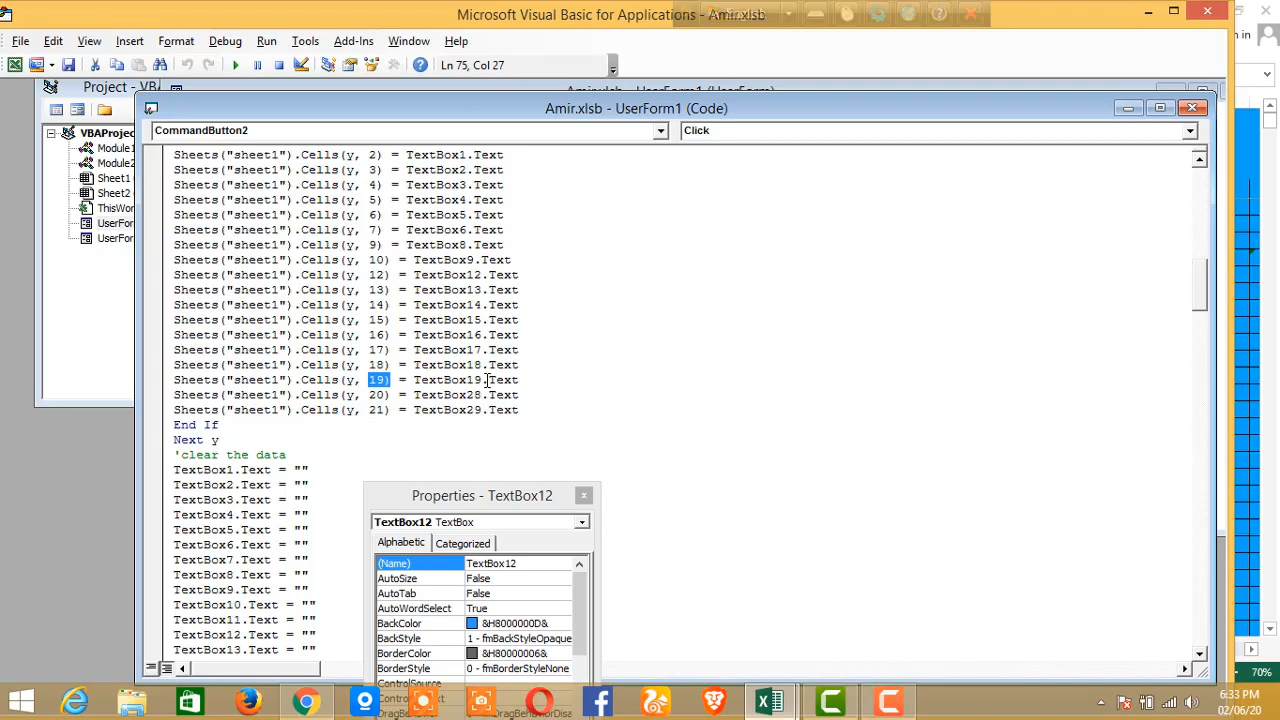 Microsoft Visual Basic for Applications - Amir.xlsb
File Edit View Insert Format Debug Run Tools Add-Ins Window Help
Ln 75, Col 27
Project - VB
Amir.xlsb - UserForm1 (Code)
CommandButton2
Click
VBAProjec
Module1
Module2
Sheet1 (
Sheet2 (
ThisWor
UserFor
UserFor
Sheets("sheet1").Cells(y, 2) = TextBox1.Text
Sheets("sheet1").Cells(y, 3) = TextBox2.Text
Sheets("sheet1").Cells(y, 4) = TextBox3.Text
Sheets("sheet1").Cells(y, 5) = TextBox4.Text
Sheets("sheet1").Cells(y, 6) = TextBox5.Text
Sheets("sheet1").Cells(y, 7) = TextBox6.Text
Sheets("sheet1").Cells(y, 9) = TextBox8.Text
Sheets("sheet1").Cells(y, 10) = TextBox9.Text
Sheets("sheet1").Cells(y, 12) = TextBox12.Text
Sheets("sheet1").Cells(y, 13) = TextBox13.Text
Sheets("sheet1").Cells(y, 14) = TextBox14.Text
Sheets("sheet1").Cells(y, 15) = TextBox15.Text
Sheets("sheet1").Cells(y, 16) = TextBox16.Text
Sheets("sheet1").Cells(y, 17) = TextBox17.Text
Sheets("sheet1").Cells(y, 18) = TextBox18.Text
Sheets("sheet1").Cells(y, 19) = TextBox19.Text
Sheets("sheet1").Cells(y, 20) = TextBox28.Text
Sheets("sheet1").Cells(y, 21) = TextBox29.Text
End If
Next y
'clear the data
TextBox1.Text = ""
TextBox2.Text = ""
TextBox3.Text = ""
TextBox4.Text = ""
TextBox5.Text = ""
TextBox6.Text = ""
TextBox7.Text = ""
TextBox8.Text = ""
TextBox9.Text = ""
TextBox10.Text = ""
TextBox11.Text = ""
TextBox12.Text = ""
TextBox13.Text = ""
Properties - TextBox12
TextBox12 TextBox
Alphabetic Categorized
(Name) TextBox12
AutoSize False
AutoTab False
AutoWordSelect True
BackColor &H8000000D&
BackStyle 1 - fmBackStyleOpaque
BorderColor &H80000006&
BorderStyle 0 - fmBorderStyleNone
ControlSource
70%
6:33 PM
02/06/20